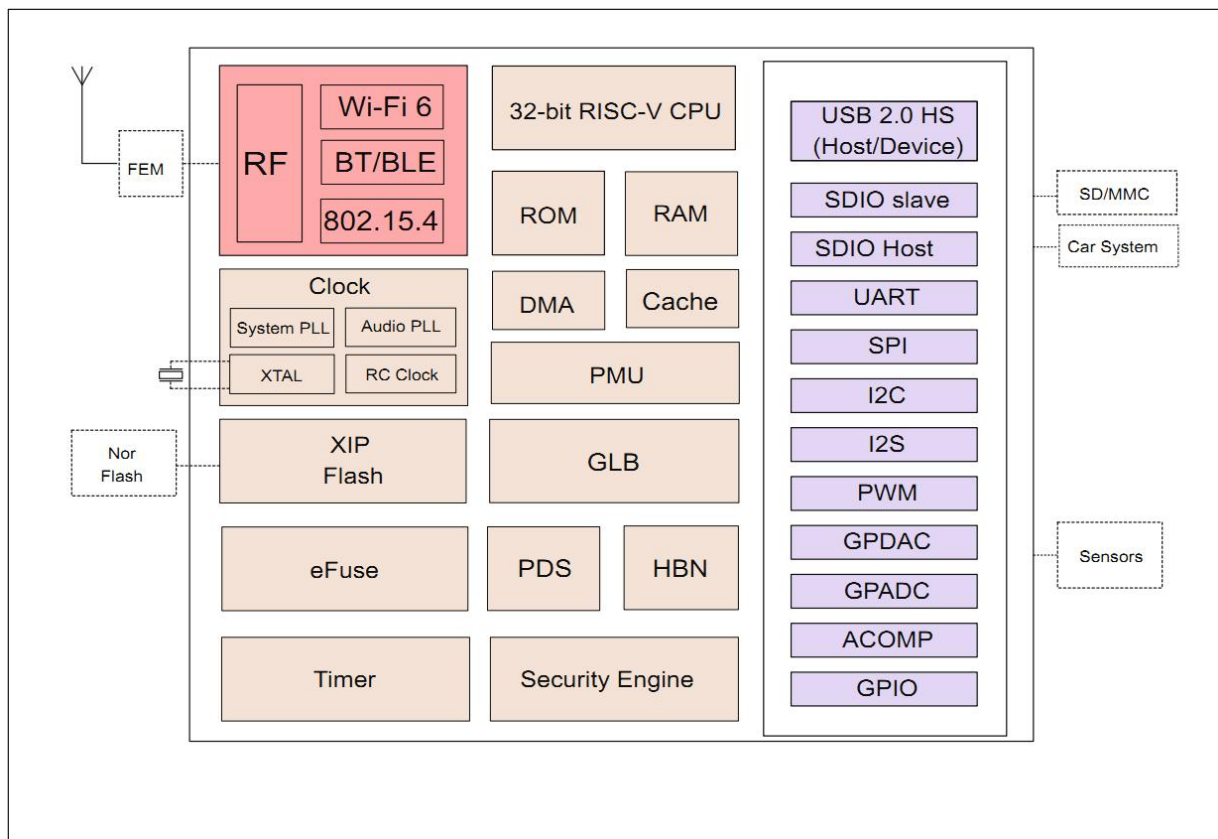 FEM
RF
Wi-Fi 6
BT/BLE
802.15.4
Clock
System PLL
Audio PLL
XTAL
RC Clock
Nor
Flash
XIP
Flash
eFuse
Timer
32-bit RISC-V CPU
ROM
RAM
DMA
Cache
PMU
GLB
PDS
HBN
Security Engine
USB 2.0 HS
(Host/Device)
SDIO slave
SDIO Host
UART
SPI
I2C
I2S
PWM
GPDAC
GPADC
ACOMP
GPIO
SD/MMC
Car System
Sensors